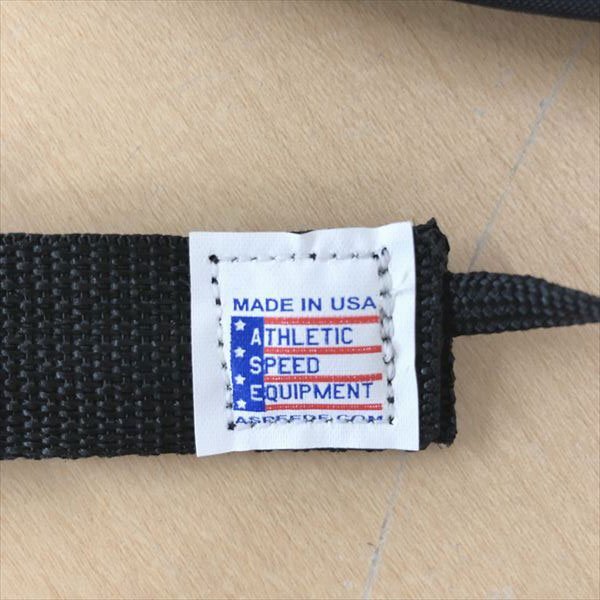 MADE IN USA
ATHLETIC
SPEED
EQUIPMENT